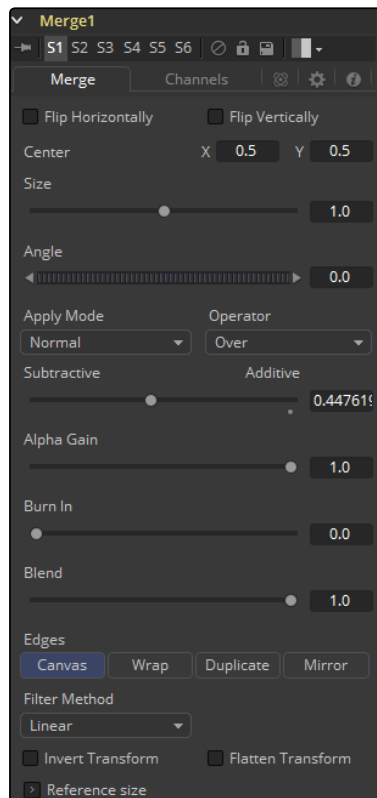 Merge1
S1 S2 S3 S4 S5 S6
Merge Channels
Flip Horizontally Flip Vertically
Center X 0.5 Y 0.5
Size
1.0
Angle
0.0
Apply Mode Operator
Normal Over
Subtractive Additive
0.447619
Alpha Gain
1.0
Burn In
0.0
Blend
1.0
Edges
Canvas Wrap Duplicate Mirror
Filter Method
Linear
Invert Transform Flatten Transform
Reference size